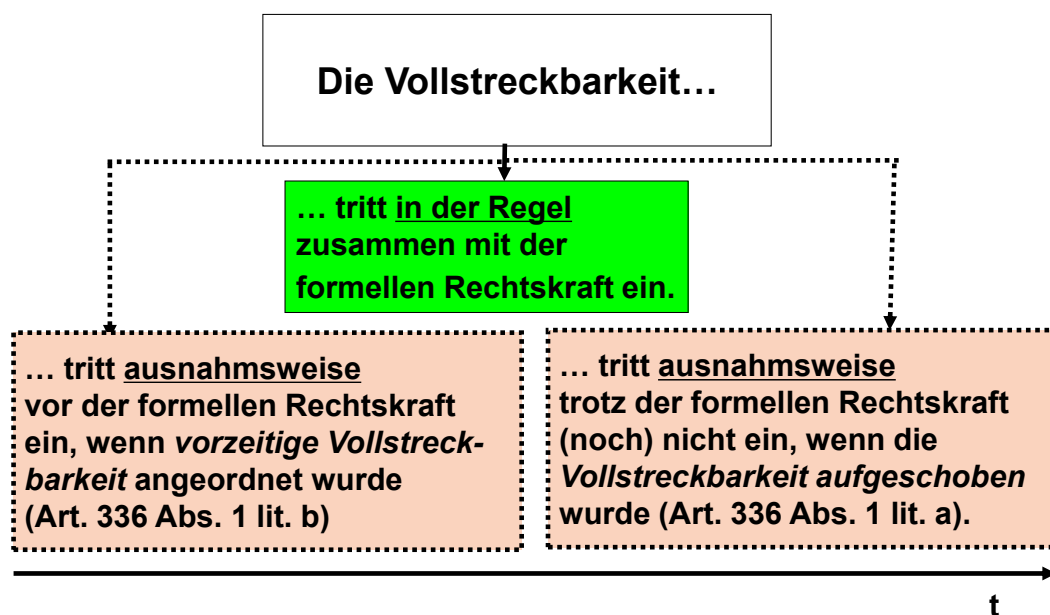 Die Vollstreckbarkeit…
… tritt in der Regel
zusammen mit der
formellen Rechtskraft ein.
… tritt ausnahmsweise
vor der formellen Rechtskraft
ein, wenn vorzeitige Vollstreck-
barkeit angeordnet wurde
(Art. 336 Abs. 1 lit. b)
… tritt ausnahmsweise
trotz der formellen Rechtskraft
(noch) nicht ein, wenn die
Vollstreckbarkeit aufgeschoben
wurde (Art. 336 Abs. 1 lit. a).
t